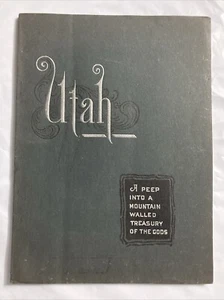 Utah
A PEEP
INTO A
MOUNTAIN
WALLED
TREASURY
OF THE GODS